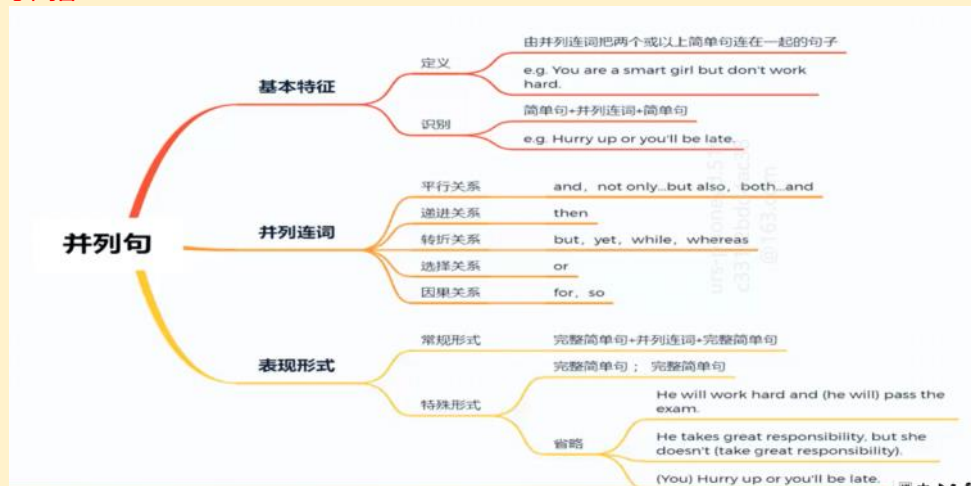 并列句
基本特征
定义
由并列连词把两个或以上简单句连在一起的句子
e.g. You are a smart girl but don't work
hard.
识别
简单句+并列连词+简单句
e.g. Hurry up or you'll be late.
并列连词
平行关系
and，not only...but also，both...and
递进关系
then
转折关系
but，yet，while，whereas
选择关系
or
因果关系
for，so
表现形式
常规形式
完整简单句+并列连词+完整简单句
特殊形式
完整简单句； 完整简单句
省略
He will work hard and (he will) pass the
exam.
He takes great responsibility, but she
doesn't (take great responsibility).
(You) Hurry up or you'll be late.
@163.com